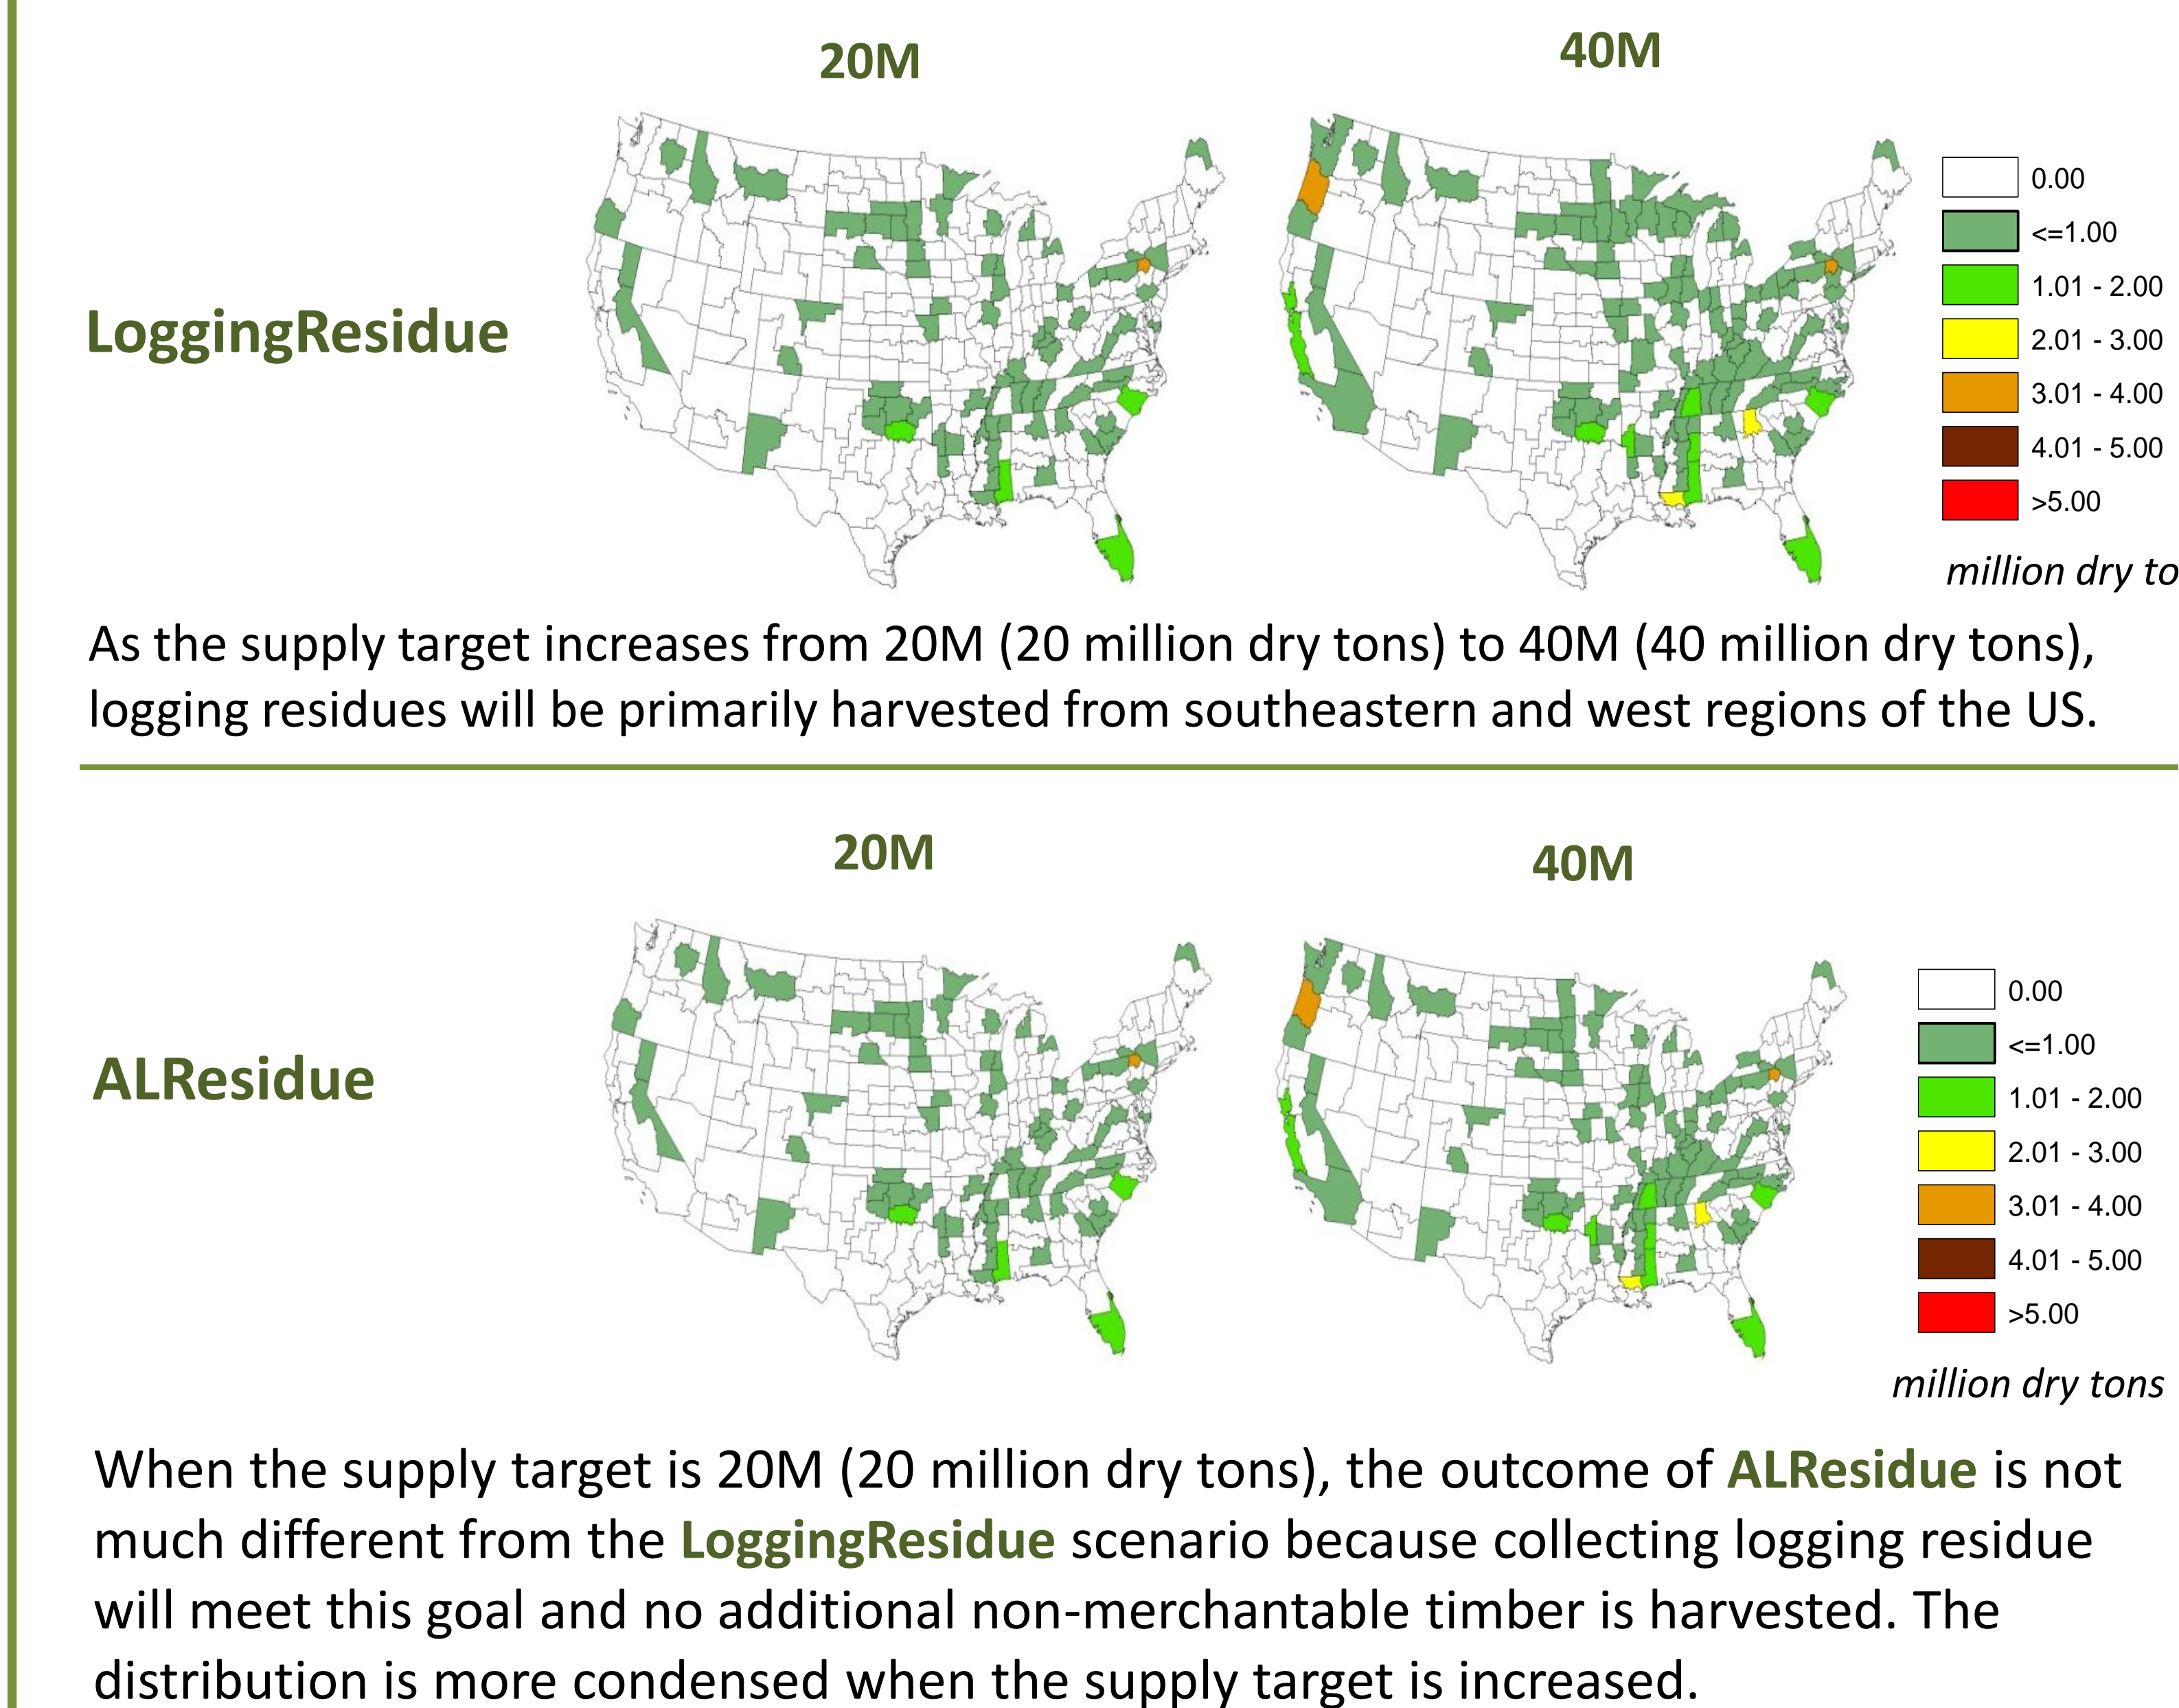 20M
40M
LoggingResidue
0.00
<=1.00
1.01 - 2.00
2.01 - 3.00
3.01 - 4.00
4.01 - 5.00
>5.00
million dry to
As the supply target increases from 20M (20 million dry tons) to 40M (40 million dry tons),
logging residues will be primarily harvested from southeastern and west regions of the US.
20M
40M
ALResidue
0.00
<=1.00
1.01 - 2.00
2.01 - 3.00
3.01 - 4.00
4.01 - 5.00
>5.00
million dry tons
When the supply target is 20M (20 million dry tons), the outcome of ALResidue is not
much different from the LoggingResidue scenario because collecting logging residue
will meet this goal and no additional non-merchantable timber is harvested. The
distribution is more condensed when the supply target is increased.